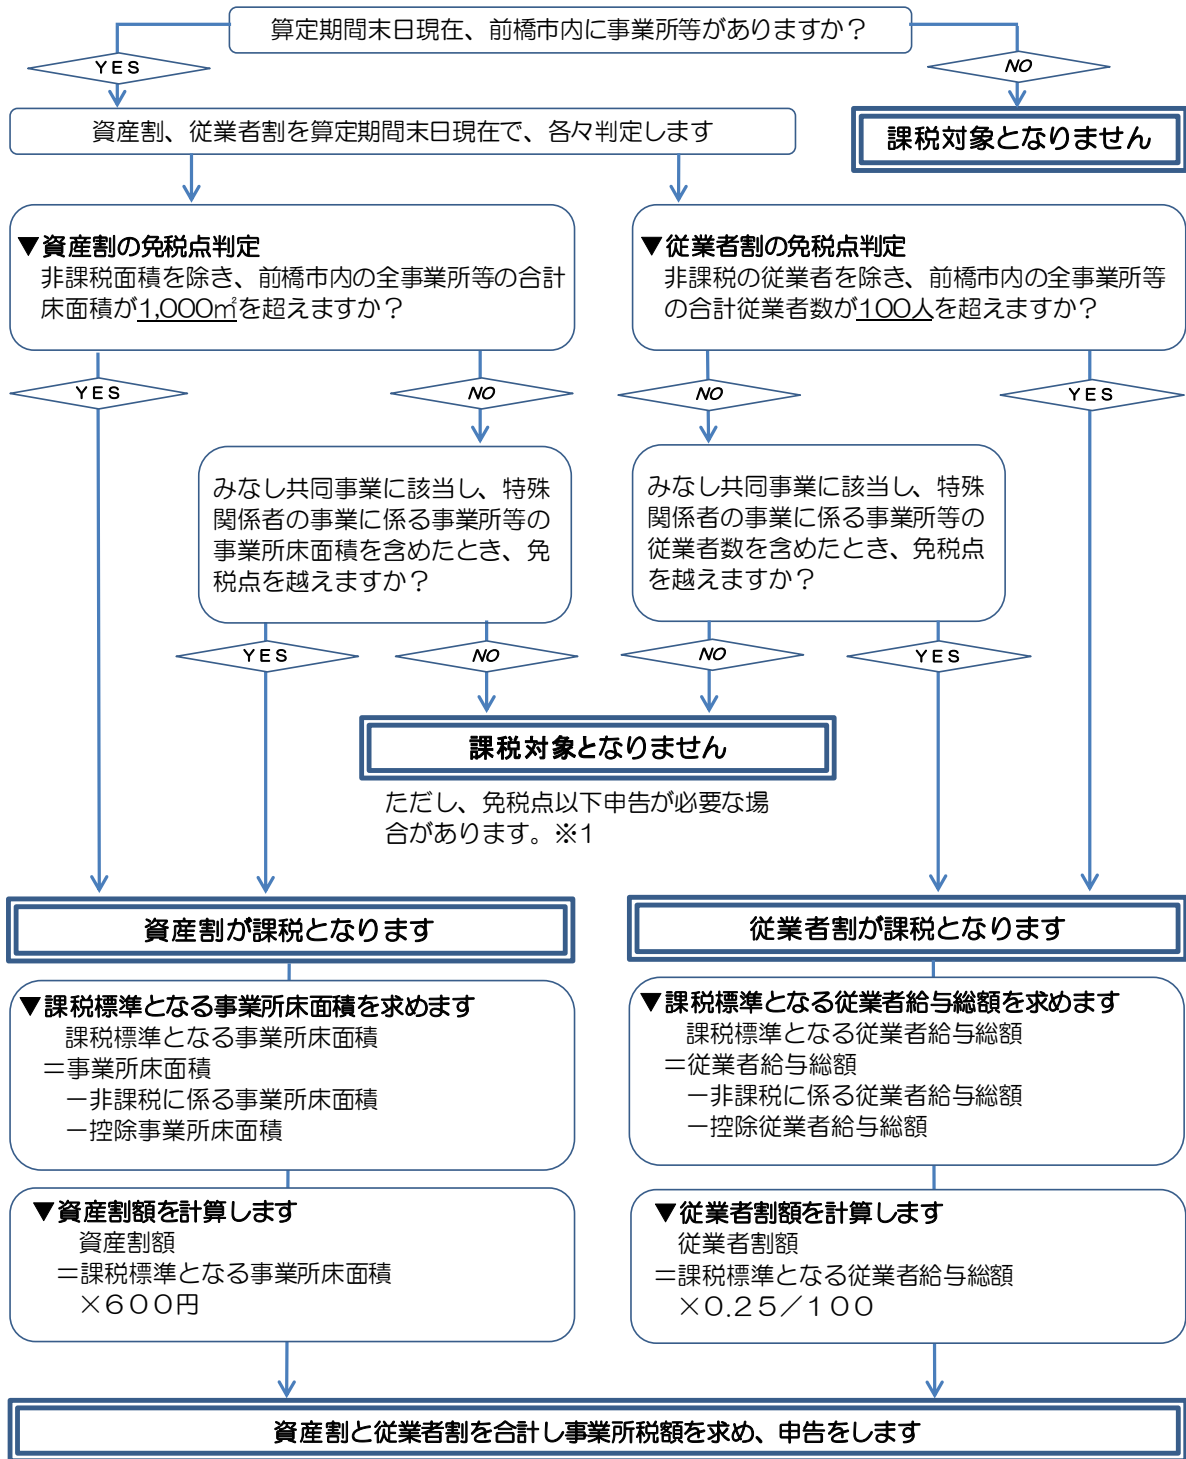 算定期間末日現在、前橋市内に事業所等がありますか？
YES
NO
資産割、従業者割を算定期間末日現在で、各々判定します
課税対象となりません
▼資産割の免税点判定
非課税面積を除き、前橋市内の全事業所等の合計
床面積が1,000㎡を超えますか？
▼従業者割の免税点判定
非課税の従業者を除き、前橋市内の全事業所等
の合計従業者数が100人を超えますか？
YES
NO
NO
YES
みなし共同事業に該当し、特殊
関係者の事業に係る事業所等の
事業所床面積を含めたとき、免
税点を越えますか？
みなし共同事業に該当し、特殊
関係者の事業に係る事業所等の
従業者数を含めたとき、免税点
を越えますか？
YES
NO
NO
YES
課税対象となりません
ただし、免税点以下申告が必要な場
合があります。※1
資産割が課税となります
従業者割が課税となります
▼課税標準となる事業所床面積を求めます
課税標準となる事業所床面積
＝事業所床面積
－非課税に係る事業所床面積
－控除事業所床面積
▼課税標準となる従業者給与総額を求めます
課税標準となる従業者給与総額
＝従業者給与総額
－非課税に係る従業者給与総額
－控除従業者給与総額
▼資産割額を計算します
資産割額
＝課税標準となる事業所床面積
×６００円
▼従業者割額を計算します
従業者割額
＝課税標準となる従業者給与総額
×０.２５／１００
資産割と従業者割を合計し事業所税額を求め、申告をします